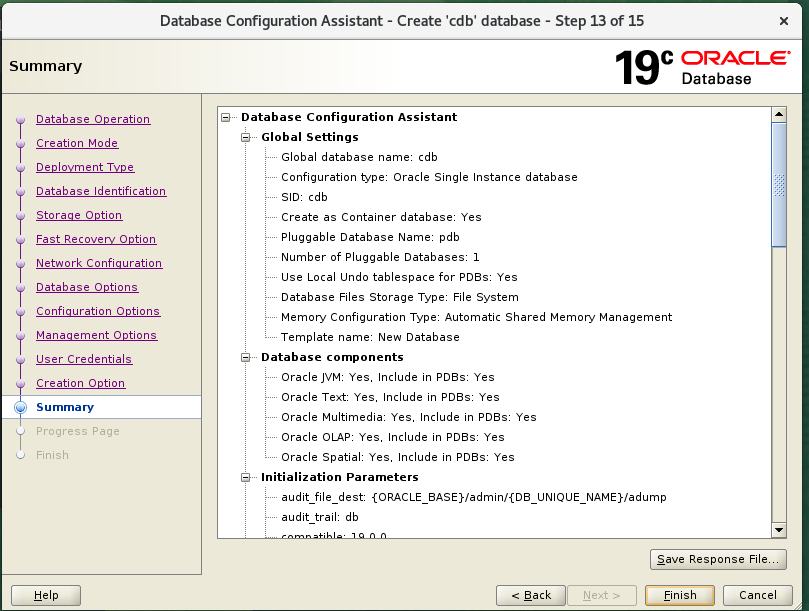 Database Configuration Assistant - Create 'cdb' database - Step 13 of 15
Summary
19c ORACLE
Database
Database Operation
Creation Mode
Deployment Type
Database Identification
Storage Option
Fast Recovery Option
Network Configuration
Database Options
Configuration Options
Management Options
User Credentials
Creation Option
Summary
Progress Page
Finish
Database Configuration Assistant
Global Settings
Global database name: cdb
Configuration type: Oracle Single Instance database
SID: cdb
Create as Container database: Yes
Pluggable Database Name: pdb
Number of Pluggable Databases: 1
Use Local Undo tablespace for PDBs: Yes
Database Files Storage Type: File System
Memory Configuration Type: Automatic Shared Memory Management
Template name: New Database
Database components
Oracle JVM: Yes, Include in PDBs: Yes
Oracle Text: Yes, Include in PDBs: Yes
Oracle Multimedia: Yes, Include in PDBs: Yes
Oracle OLAP: Yes, Include in PDBs: Yes
Oracle Spatial: Yes, Include in PDBs: Yes
Initialization Parameters
audit_file_dest: {ORACLE_BASE}/admin/{DB_UNIQUE_NAME}/adump
audit_trail: db
compatible: 19.0.0
Save Response File...
Help
< Back
Next >
Finish
Cancel